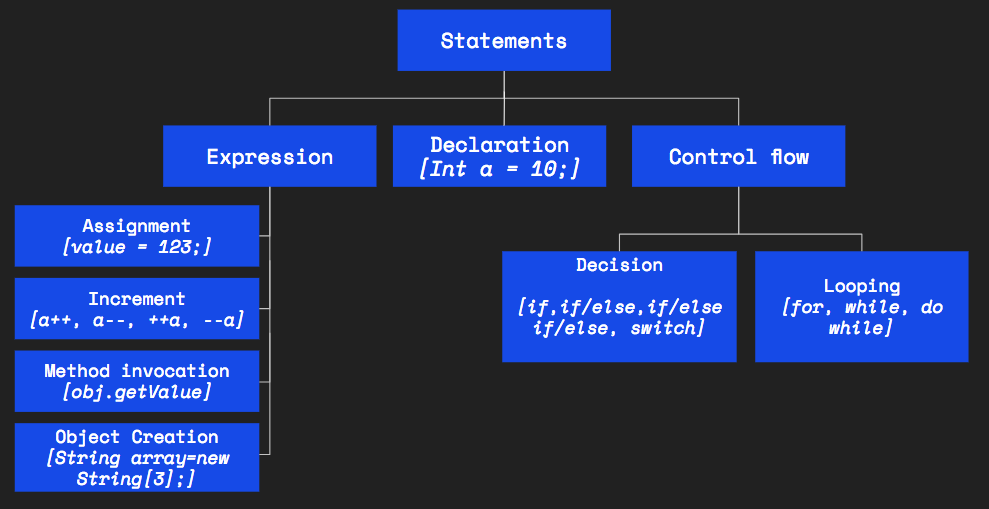 Statements
Expression
Declaration
[Int a = 10;]
Control flow
Assignment
[value = 123;]
Increment
[a++, a--, ++a, --a]
Method invocation
[obj.getValue]
Object Creation
[String array=new
String[3];]
Decision
[if,if/else,if/else
if/else, switch]
Looping
[for, while, do
while]